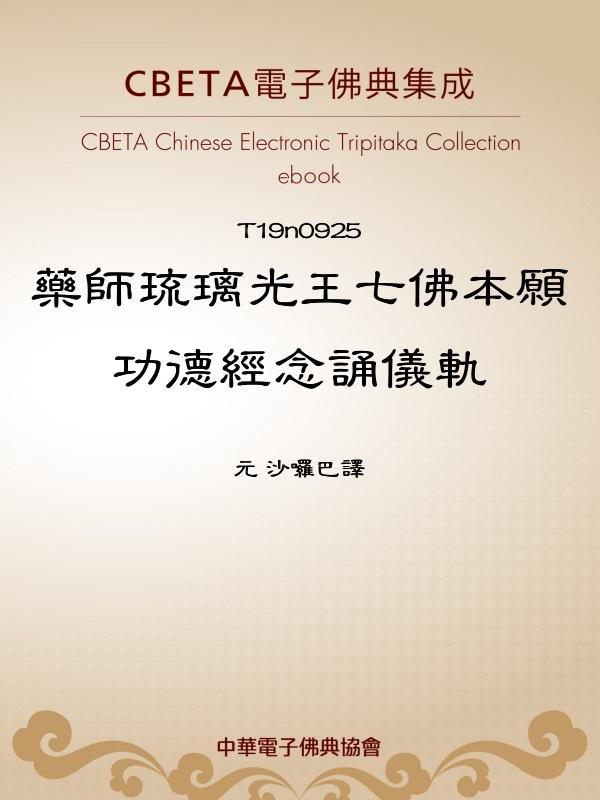 CBETA電子佛典集成
CBETA Chinese Electronic Tripitaka Collection
ebook
T19n0925
藥師琉璃光王七佛本願
功德經念誦儀軌
元 沙囉巴譯
中華電子佛典協會